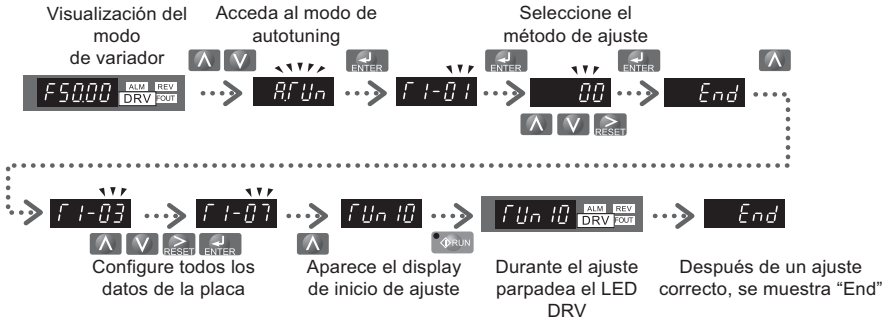 Visualización del
modo
de variador
Acceda al modo de
autotuning
Seleccione el
método de ajuste
ENTER
ENTER
ENTER
F50.00
ALM REV
DRV FOUT
ATUn
T1-01
00
End
RESET
T1-03
T1-07
TUn10
TUn10
ALM REV
DRV FOUT
End
RESET
ENTER
RUN
Configure todos los
datos de la placa
Aparece el display
de inicio de ajuste
Durante el ajuste
parpadea el LED
DRV
Después de un ajuste
correcto, se muestra “End”